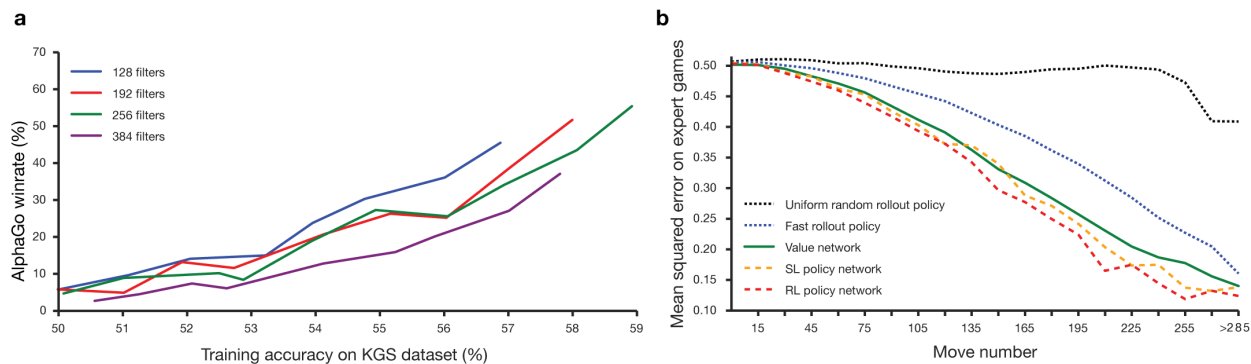 a
70
60
50
40
30
20
10
0
AlphaGo winrate (%)
128 filters
192 filters
256 filters
384 filters
50 51 52 53 54 55 56 57 58 59
Training accuracy on KGS dataset (%)
b
0.50
0.45
0.40
0.35
0.30
0.25
0.20
0.15
0.10
Mean squared error on expert games
Uniform random rollout policy
Fast rollout policy
Value network
SL policy network
RL policy network
15 45 75 105 135 165 195 225 255 >285
Move number